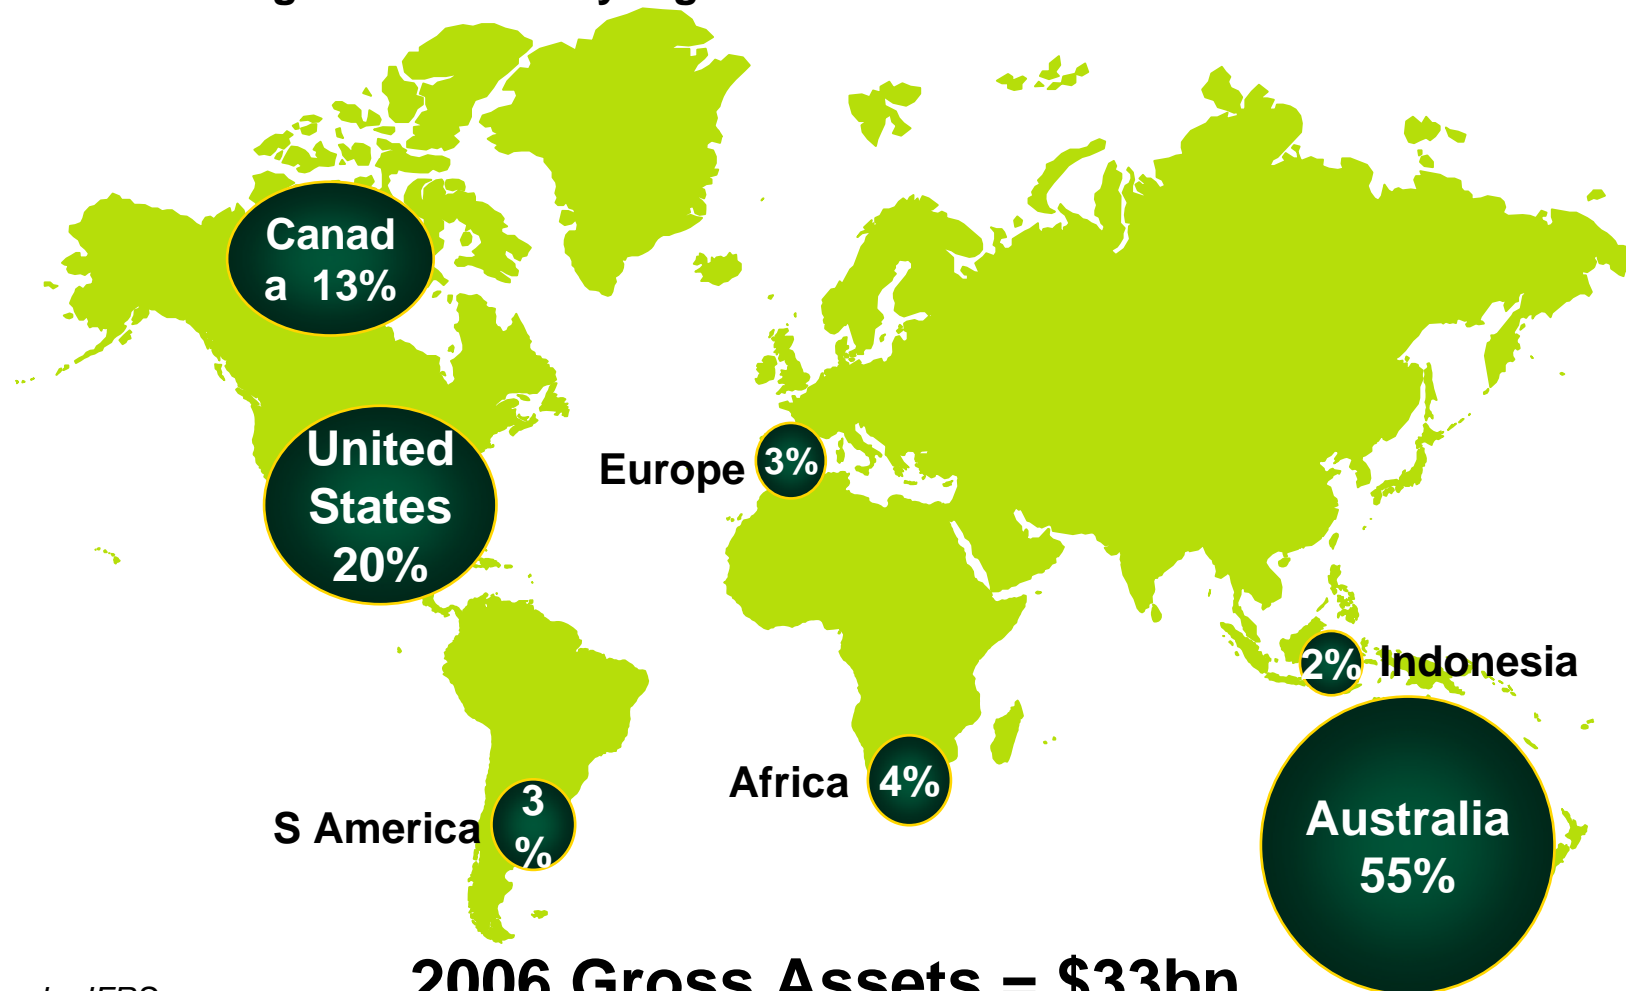 Canad
a 13%
United
States
20%
Europe
3%
2%
Indonesia
Africa
4%
S America
3
%
Australia
55%
2006 Gross Assets – $33bn
IFRS